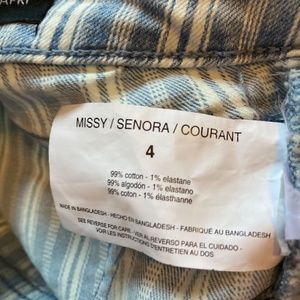 MISSY / SENORA / COURANT
4
99% cotton - 1% elastane
99% algodón - 1% elastano
99% coton - 1% élasthanne
MADE IN BANGLADESH - HECHO EN BANGLADESH - FABRIQUÉ AU BANGLADESH
SEE REVERSE FOR CARE - VER AL REVERSO PARA EL CUIDADO -
VOIR LES INSTRUCTIONS D'ENTRETIEN AU DOS